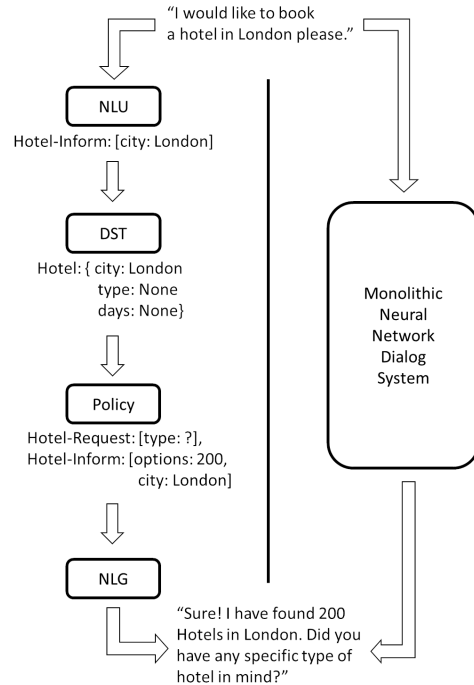 “I would like to book
a hotel in London please.”
NLU
Hotel-Inform: [city: London]
DST
Hotel: { city: London
type: None
days: None}
Policy
Hotel-Request: [type: ?],
Hotel-Inform: [options: 200,
city: London]
NLG
Monolithic
Neural
Network
Dialog
System
“Sure! I have found 200
Hotels in London. Did you
have any specific type of
hotel in mind?”